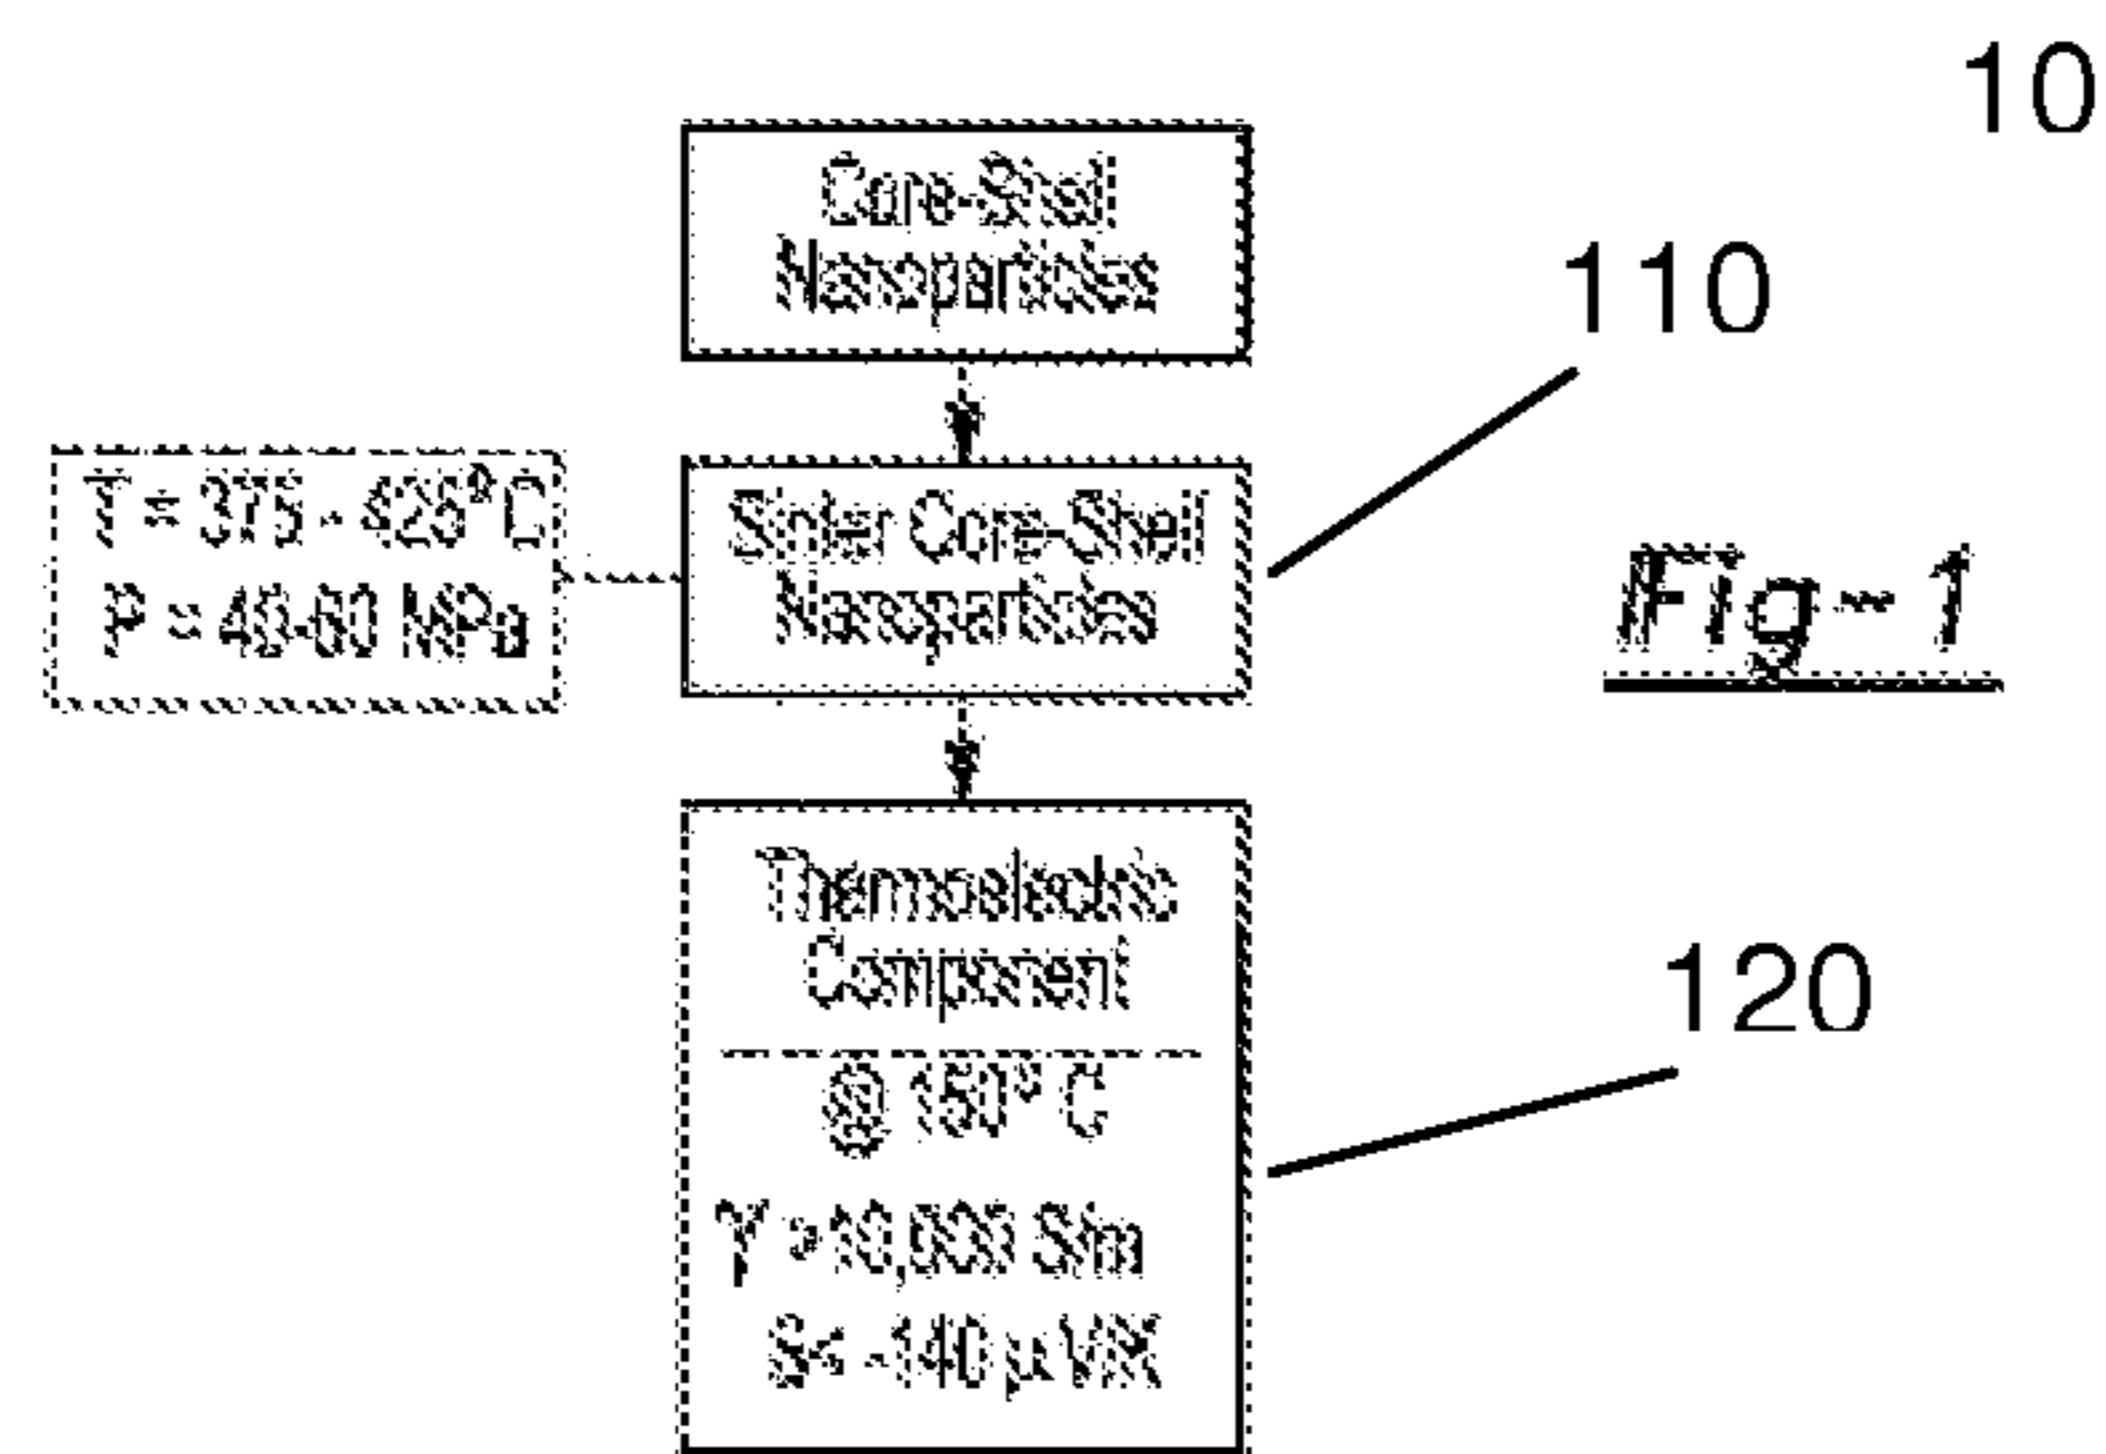 10
Core-Shell
Nanoparticles
110
T = 375 - 425° C
P = 40-60 MPa
Sinter Core-Shell
Nanoparticles
Fig - 1
Thermoelectric
Component
120
@ 150° C
S/m
S< -140 µV/K